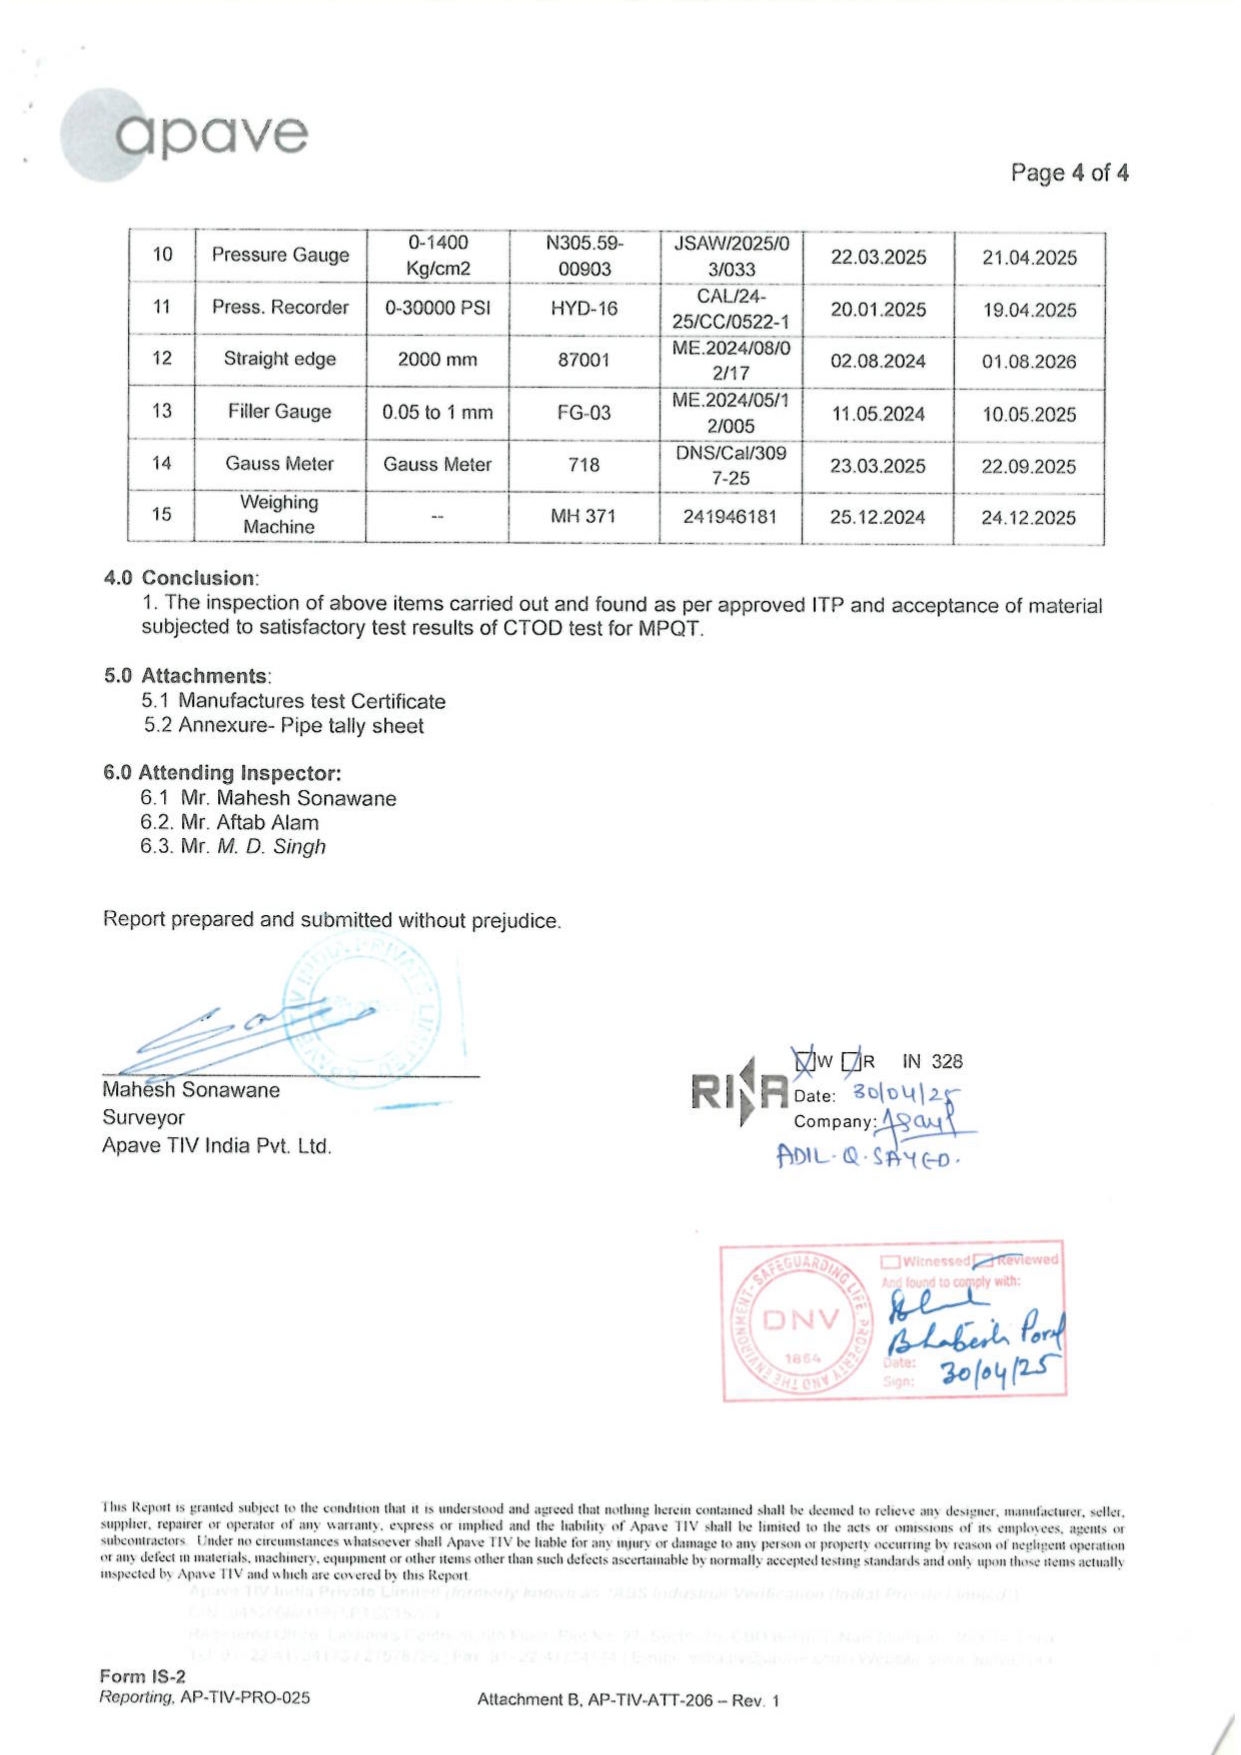 apave
Page 4 of 4
10 Pressure Gauge 0-1400 Kg/cm2 N305.59-00903 JSAW/2025/03/033 22.03.2025 21.04.2025
11 Press. Recorder 0-30000 PSI HYD-16 CAL/24-25/CC/0522-1 20.01.2025 19.04.2025
12 Straight edge 2000 mm 87001 ME.2024/08/02/17 02.08.2024 01.08.2026
13 Filler Gauge 0.05 to 1 mm FG-03 ME.2024/05/12/005 11.05.2024 10.05.2025
14 Gauss Meter Gauss Meter 718 DNS/Cal/3097-25 23.03.2025 22.09.2025
15 Weighing Machine -- MH 371 241946181 25.12.2024 24.12.2025
4.0 Conclusion:
1. The inspection of above items carried out and found as per approved ITP and acceptance of material
subjected to satisfactory test results of CTOD test for MPQT.
5.0 Attachments:
5.1 Manufactures test Certificate
5.2 Annexure- Pipe tally sheet
6.0 Attending Inspector:
6.1 Mr. Mahesh Sonawane
6.2. Mr. Aftab Alam
6.3. Mr. M. D. Singh
Report prepared and submitted without prejudice.
APAVE TIV INDIA PRIVATE LIMITED
Mahesh Sonawane
Surveyor
Apave TIV India Pvt. Ltd.
RINA
W R IN 328
Date: 30/04/25
Company:
ADIL.Q.SAYED.
SAFEGUARDING LIFE, PROPERTY AND THE ENVIRONMENT
DNV
1864
Witnessed Reviewed
And found to comply with:
Bhabesh
Date:
Sign: 30/04/25
This Report is granted subject to the condition that it is understood and agreed that nothing herein contained shall be deemed to relieve any designer, manufacturer, seller,
supplier, repairer or operator of any warranty, express or implied and the liability of Apave TIV shall be limited to the acts or omissions of its employees, agents or
subcontractors. Under no circumstances whatsoever shall Apave TIV be liable for any injury or damage to any person or property occurring by reason of negligent operation
or any defect in materials, machinery, equipment or other items other than such defects ascertainable by normally accepted testing standards and only upon those items actually
inspected by Apave TIV and which are covered by this Report
Apave TIV India Private Limited (formerly known as
Form IS-2
Reporting, AP-TIV-PRO-025
Attachment B, AP-TIV-ATT-206 – Rev. 1